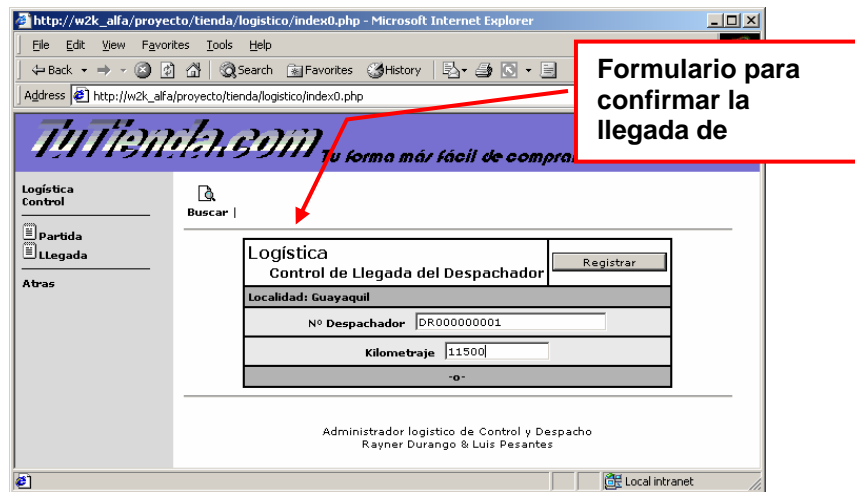 http://w2k_alfa/proyecto/tienda/logistico/index0.php - Microsoft Internet Explorer
File Edit View Favorites Tools Help
Back Search Favorites History
Address http://w2k_alfa/proyecto/tienda/logistico/index0.php
Formulario para
confirmar la
llegada de
TuTienda.com Tu forma más fácil de compra
Logística
Control
Partida
LLegada
Atras
Buscar |
Logística
Control de Llegada del Despachador
Registrar
Localidad: Guayaquil
Nº Despachador DR000000001
Kilometraje 11500
-o-
Administrador logistico de Control y Despacho
Rayner Durango & Luis Pesantes
Local intranet